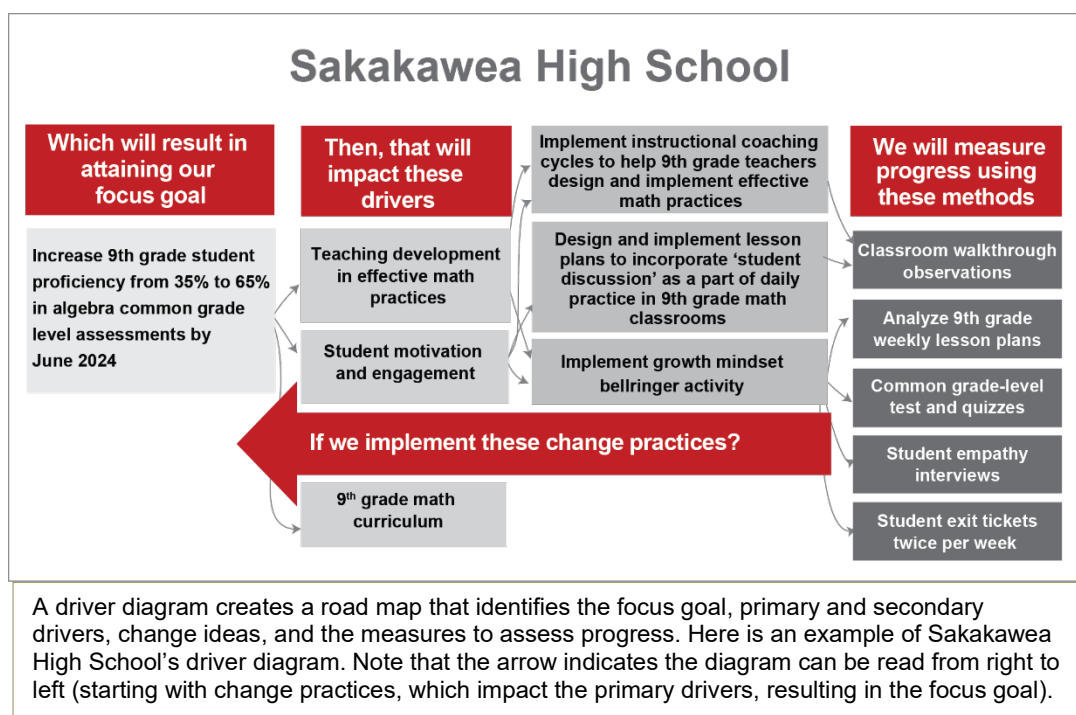 Sakakawea High School
Which will result in
attaining our
focus goal
Increase 9th grade student
proficiency from 35% to 65%
in algebra common grade
level assessments by
June 2024
Then, that will
impact these
drivers
Teaching development
in effective math
practices
Student motivation
and engagement
9th grade math
curriculum
Implement instructional coaching
cycles to help 9th grade teachers
design and implement effective
math practices
Design and implement lesson
plans to incorporate ‘student
discussion’ as a part of daily
practice in 9th grade math
classrooms
Implement growth mindset
bellringer activity
If we implement these change practices?
We will measure
progress using
these methods
Classroom walkthrough
observations
Analyze 9th grade
weekly lesson plans
Common grade-level
test and quizzes
Student empathy
interviews
Student exit tickets
twice per week
A driver diagram creates a road map that identifies the focus goal, primary and secondary
drivers, change ideas, and the measures to assess progress. Here is an example of Sakakawea
High School’s driver diagram. Note that the arrow indicates the diagram can be read from right to
left (starting with change practices, which impact the primary drivers, resulting in the focus goal).